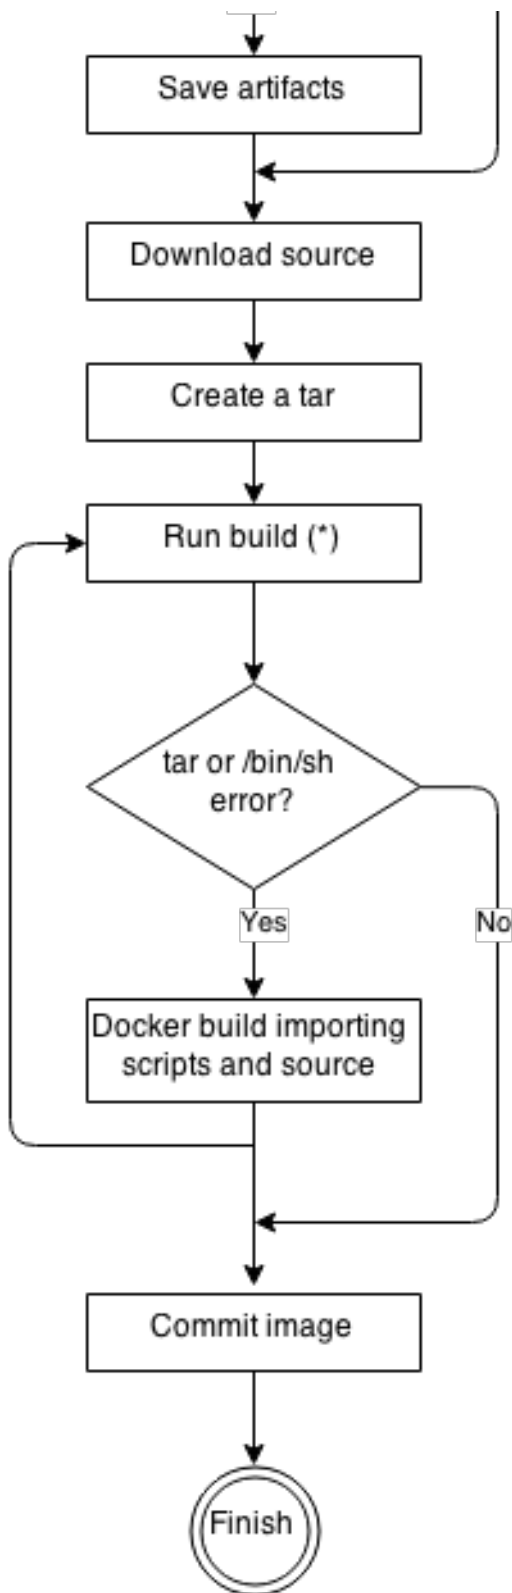 Save artifacts
Download source
Create a tar
Run build (*)
tar or /bin/sh
error?
Yes
No
Docker build importing
scripts and source
Commit image
Finish